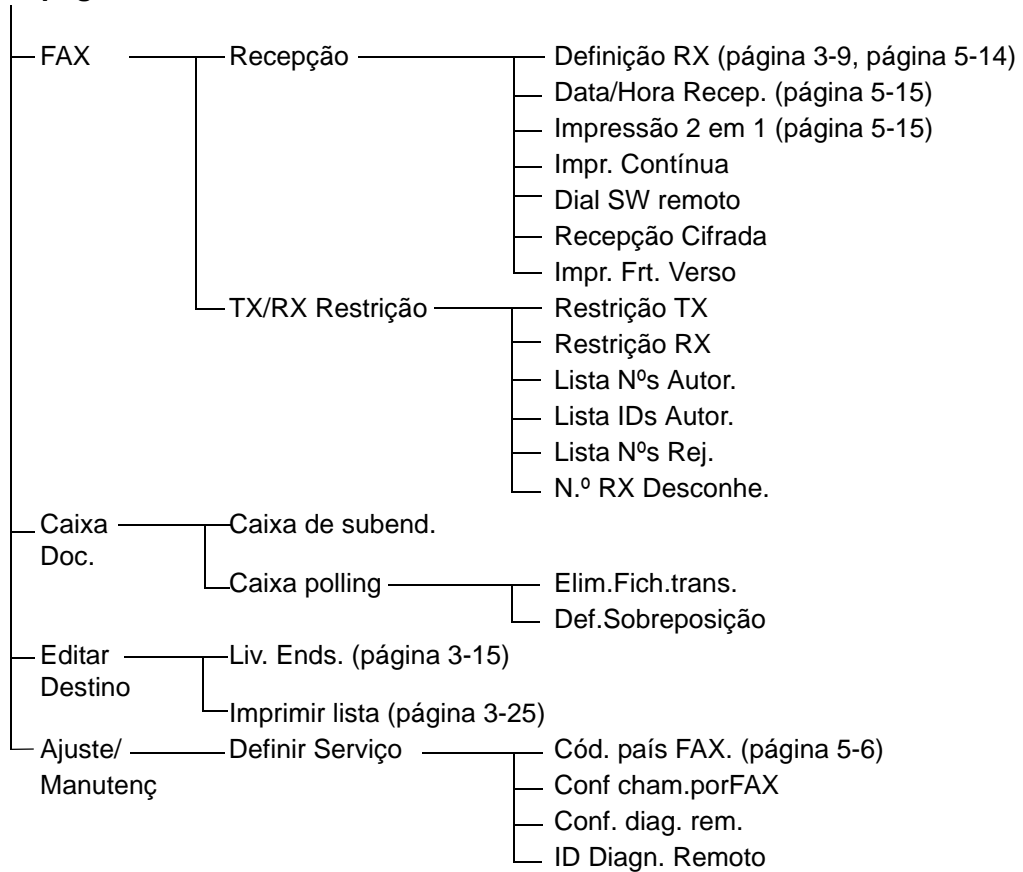 FAX Recepção Definição RX (página 3-9, página 5-14)
Data/Hora Recep. (página 5-15)
Impressão 2 em 1 (página 5-15)
Impr. Contínua
Dial SW remoto
Recepção Cifrada
Impr. Frt. Verso
TX/RX Restrição Restrição TX
Restrição RX
Lista Nºs Autor.
Lista IDs Autor.
Lista Nºs Rej.
N.º RX Desconhe.
Caixa Caixa de subend.
Doc.
Caixa polling Elim.Fich.trans.
Def.Sobreposição
Editar Liv. Ends. (página 3-15)
Destino
Imprimir lista (página 3-25)
Ajuste/ Definir Serviço Cód. país FAX. (página 5-6)
Manutenç Conf cham.porFAX
Conf. diag. rem.
ID Diagn. Remoto